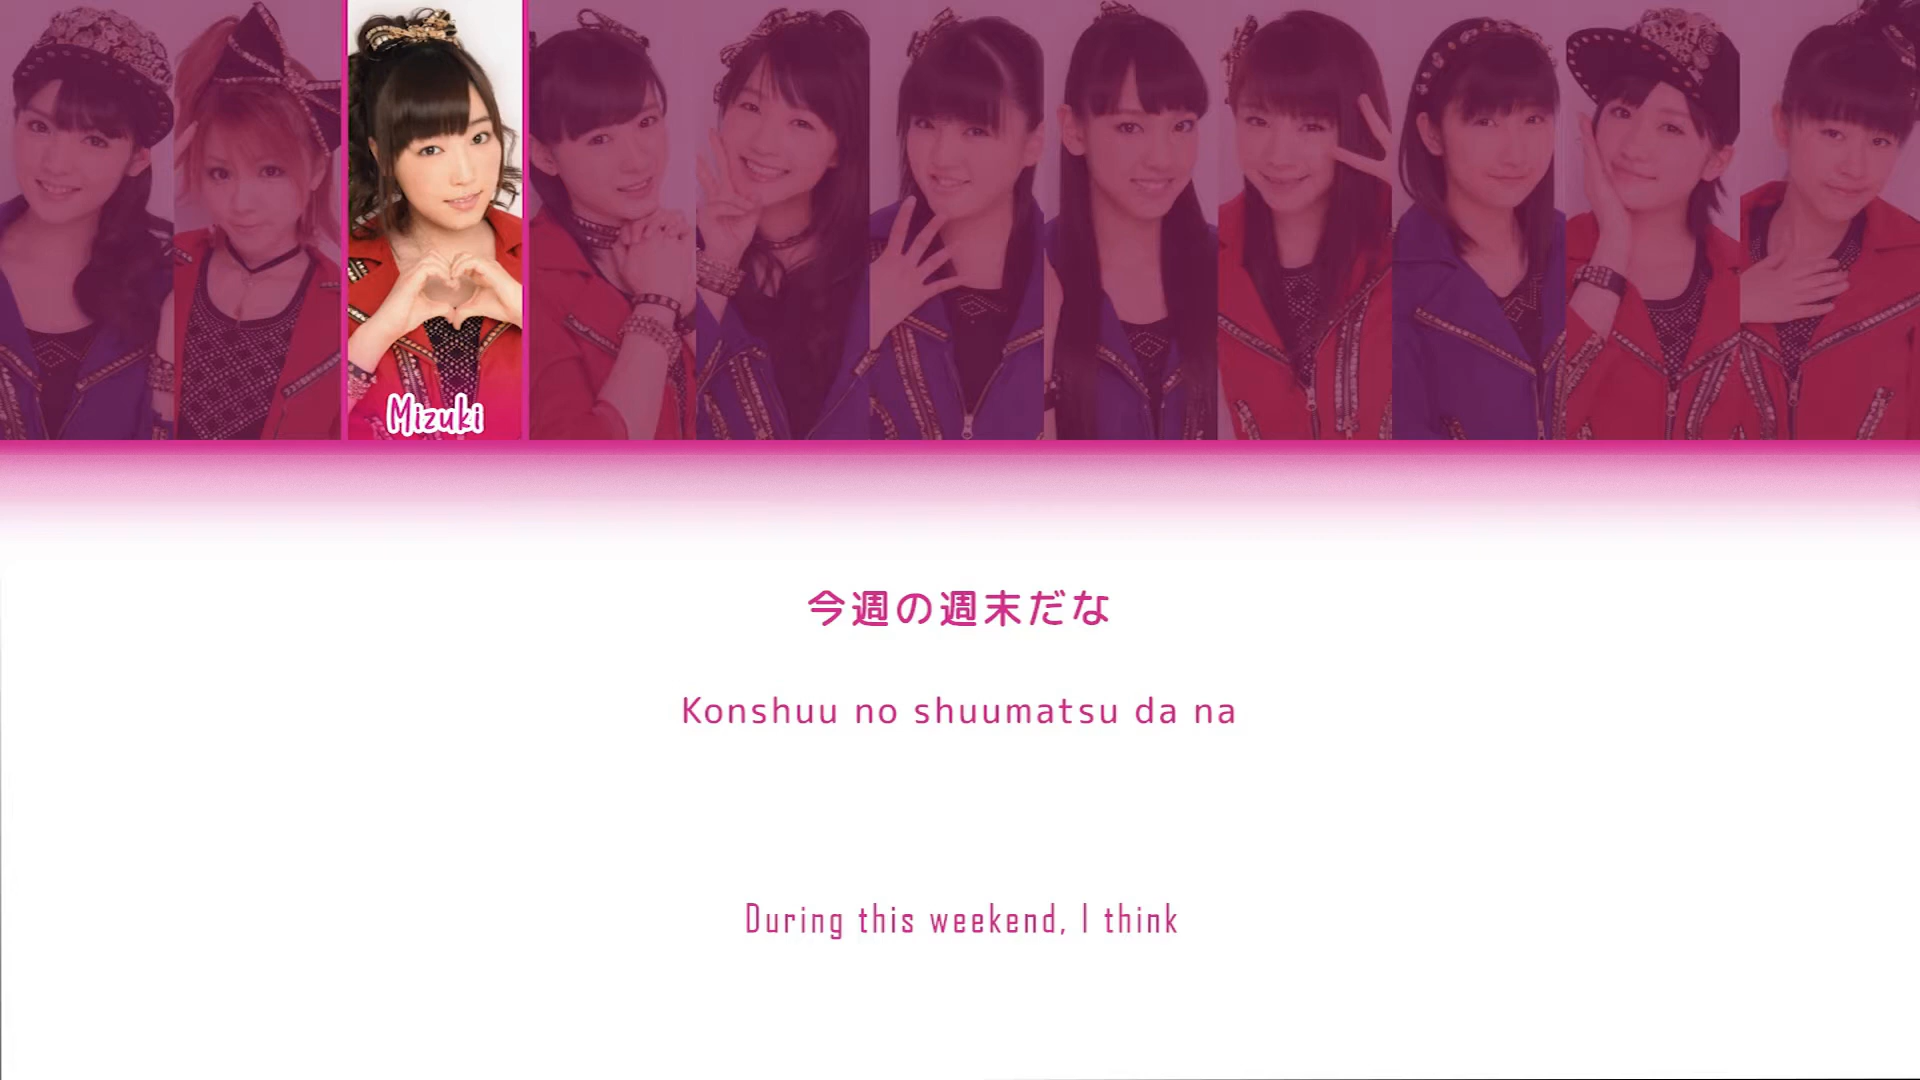 Mizuki
今週の週末だな
Konshuu no shuumatsu da na
During this weekend, I think